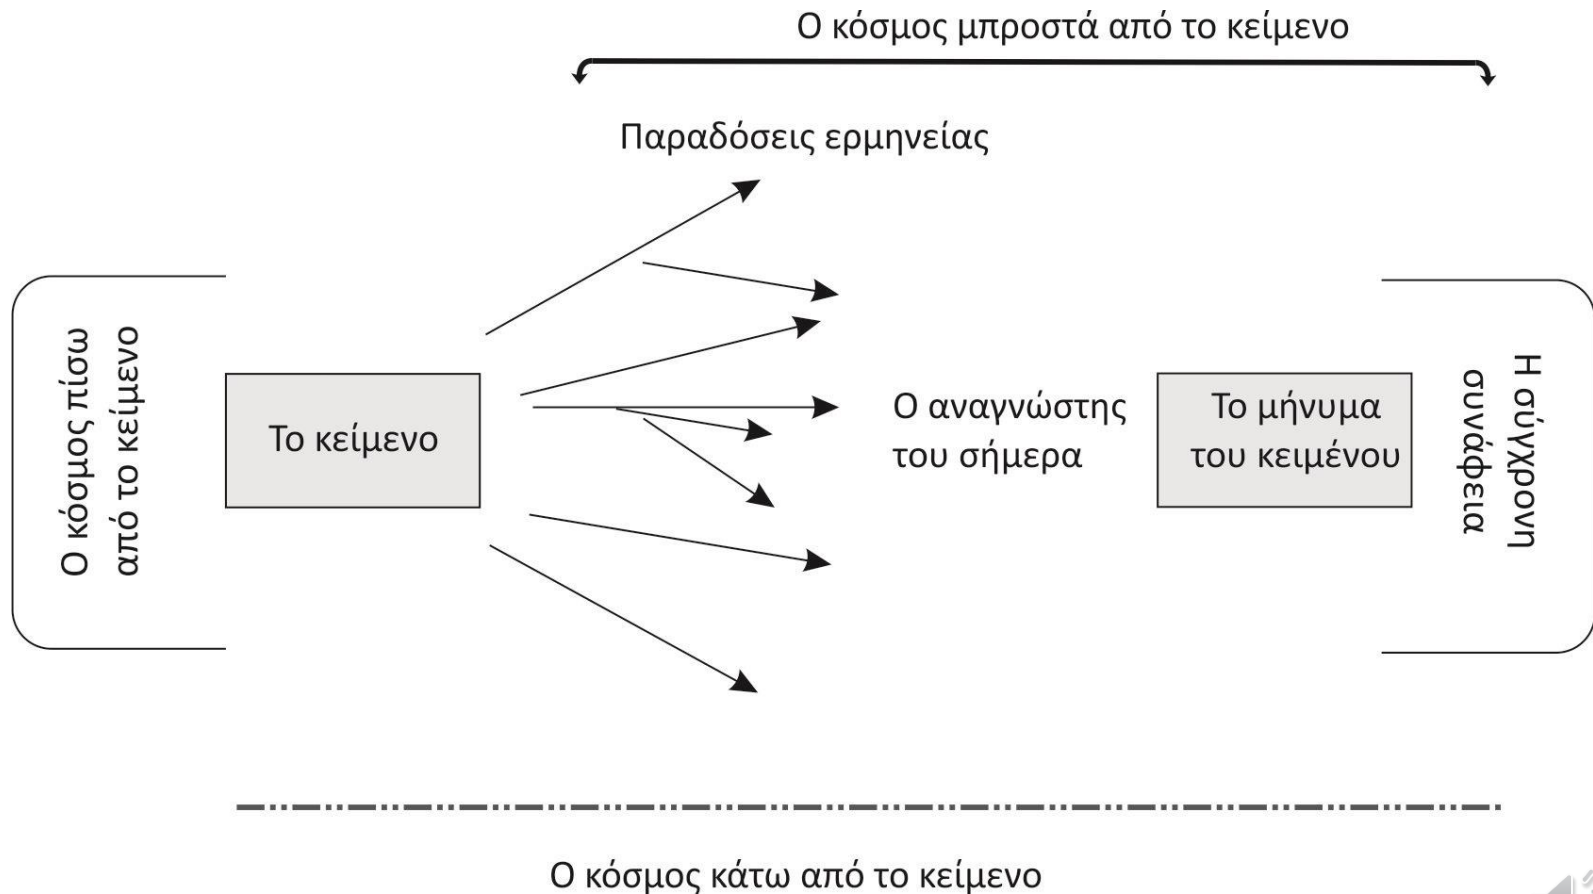 Ο κόσμος μπροστά από το κείμενο
Παραδόσεις ερμηνείας
Ο κόσμος πίσω
από το κείμενο
Το κείμενο
Ο αναγνώστης
του σήμερα
Το μήνυμα
του κειμένου
Η σύγχρονη
συνάφεια
Ο κόσμος κάτω από το κείμενο